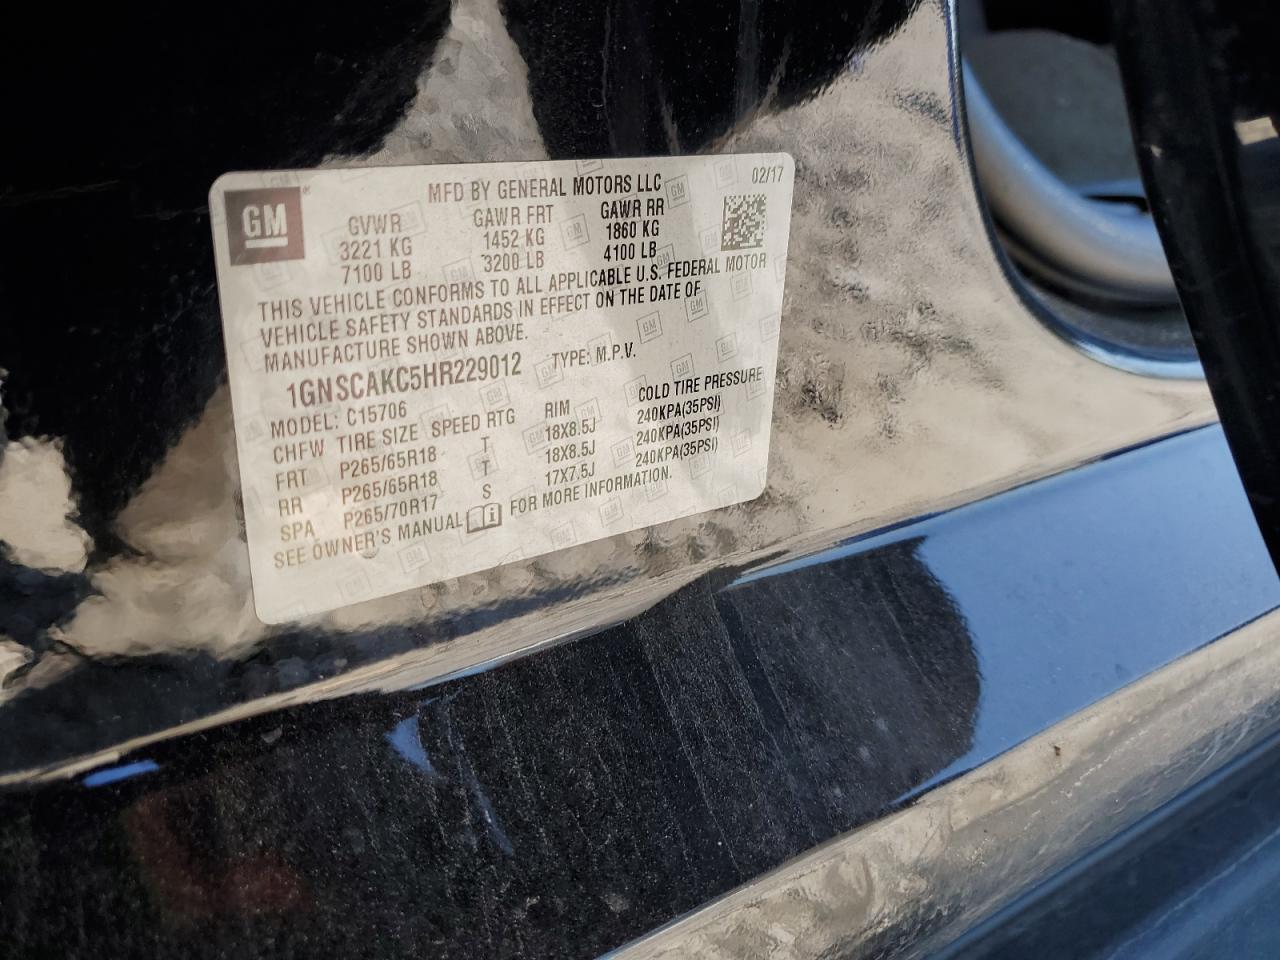 GM
MFD BY GENERAL MOTORS LLC 02/17
GVWR GAWR FRT GAWR RR
3221 KG 1452 KG 1860 KG
7100 LB 3200 LB 4100 LB
THIS VEHICLE CONFORMS TO ALL APPLICABLE U.S. FEDERAL MOTOR
VEHICLE SAFETY STANDARDS IN EFFECT ON THE DATE OF
MANUFACTURE SHOWN ABOVE.
1GNSCAKC5HR229012 TYPE: M.P.V.
MODEL: C15706
CHFW TIRE SIZE SPEED RTG RIM COLD TIRE PRESSURE
FRT P265/65R18 T 18X8.5J 240KPA(35PSI)
RR P265/65R18 T 18X8.5J 240KPA(35PSI)
SPA P265/70R17 S 17X7.5J 240KPA(35PSI)
SEE OWNER'S MANUAL FOR MORE INFORMATION.